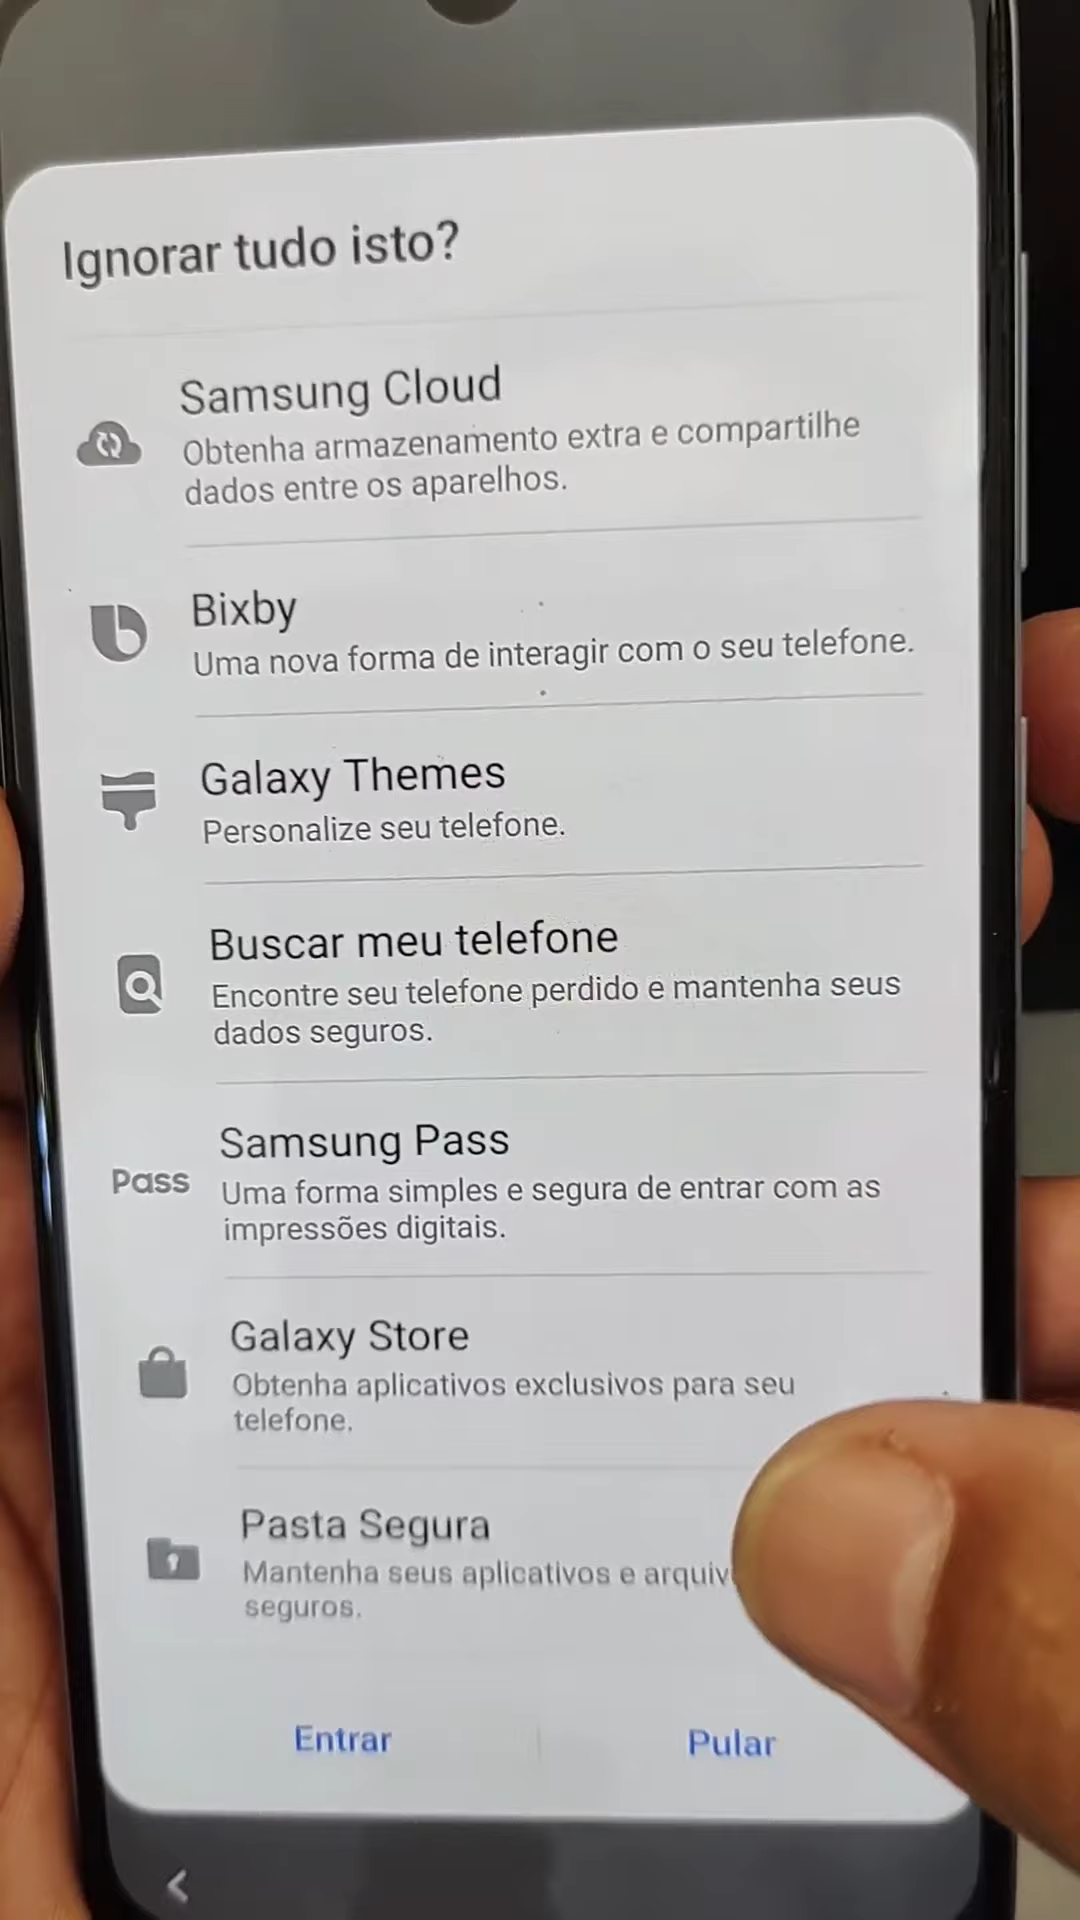 Ignorar tudo isto?
Samsung Cloud
Obtenha armazenamento extra e compartilhe
dados entre os aparelhos.
Bixby
Uma nova forma de interagir com o seu telefone.
Galaxy Themes
Personalize seu telefone.
Buscar meu telefone
Encontre seu telefone perdido e mantenha seus
dados seguros.
Pass
Samsung Pass
Uma forma simples e segura de entrar com as
impressões digitais.
Galaxy Store
Obtenha aplicativos exclusivos para seu
telefone.
Pasta Segura
Mantenha seus aplicativos e
seguros.
Entrar
Pular